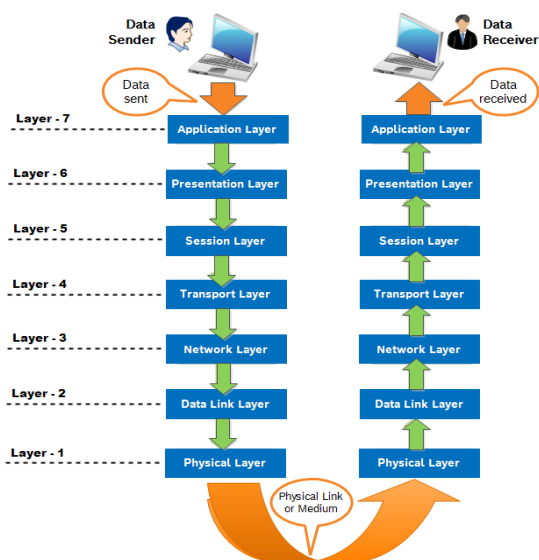 Data
Sender
Data
Receiver
Data
sent
Data
received
Layer - 7
Application Layer
Application Layer
Layer - 6
Presentation Layer
Presentation Layer
Layer - 5
Session Layer
Session Layer
Layer - 4
Transport Layer
Transport Layer
Layer - 3
Network Layer
Network Layer
Layer - 2
Data Link Layer
Data Link Layer
Layer - 1
Physical Layer
Physical Layer
Physical Link
or Medium